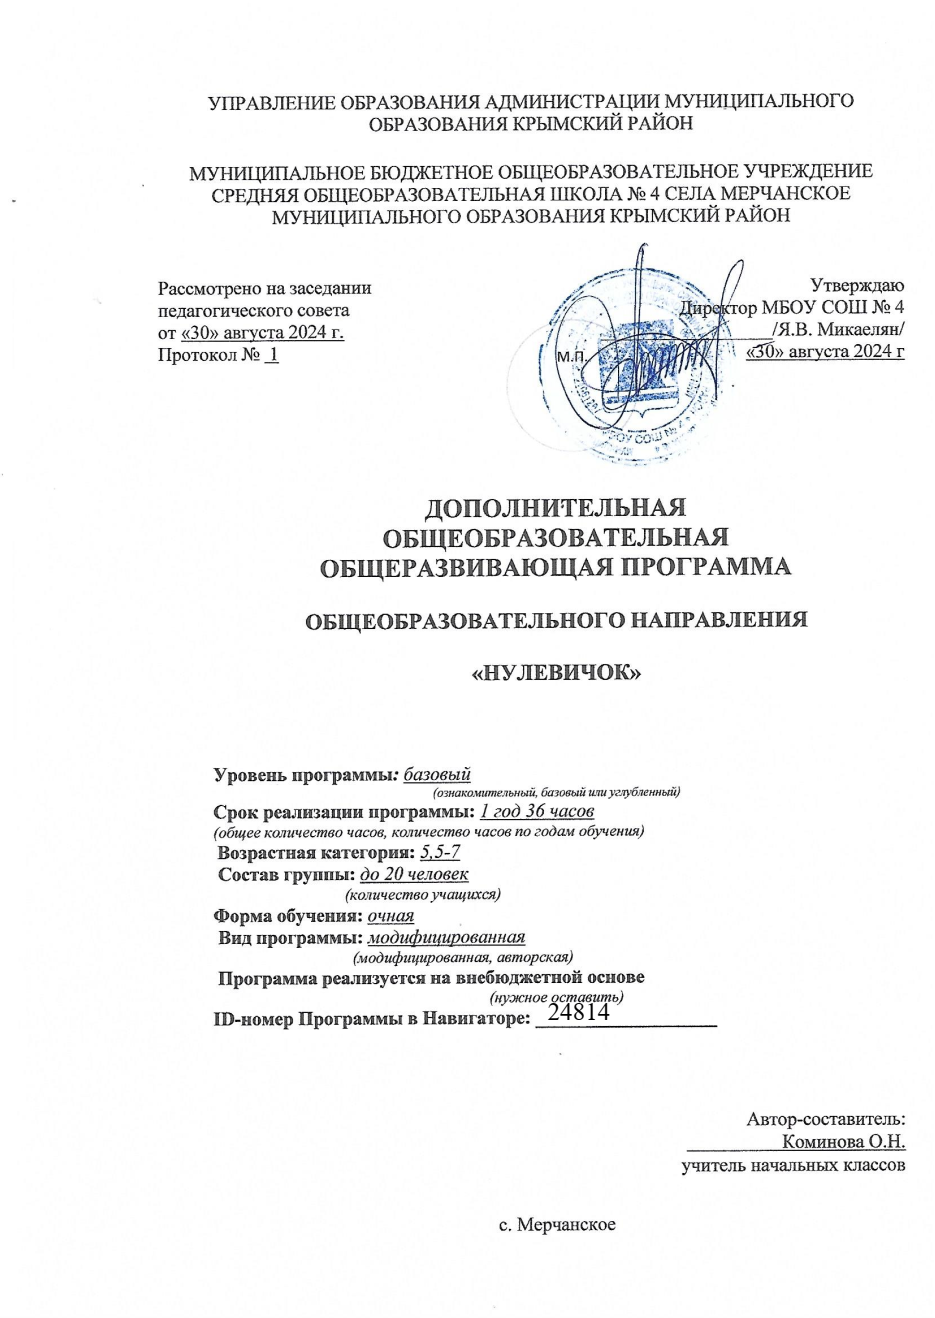 УПРАВЛЕНИЕ ОБРАЗОВАНИЯ АДМИНИСТРАЦИИ МУНИЦИПАЛЬНОГО
ОБРАЗОВАНИЯ КРЫМСКИЙ РАЙОН
МУНИЦИПАЛЬНОЕ БЮДЖЕТНОЕ ОБЩЕОБРАЗОВАТЕЛЬНОЕ УЧРЕЖДЕНИЕ
СРЕДНЯЯ ОБЩЕОБРАЗОВАТЕЛЬНАЯ ШКОЛА № 4 СЕЛА МЕРЧАНСКОЕ
МУНИЦИПАЛЬНОГО ОБРАЗОВАНИЯ КРЫМСКИЙ РАЙОН
Рассмотрено на заседании
педагогического совета
от «30» августа 2024 г.
Протокол № 1
Утверждаю
Директор МБОУ СОШ № 4
/Я.В. Микаелян/
М.П. «30» августа 2024 г
МБОУ СОШ № 4
ДОПОЛНИТЕЛЬНАЯ
ОБЩЕОБРАЗОВАТЕЛЬНАЯ
ОБЩЕРАЗВИВАЮЩАЯ ПРОГРАММА
ОБЩЕОБРАЗОВАТЕЛЬНОГО НАПРАВЛЕНИЯ
«НУЛЕВИЧОК»
Уровень программы: базовый
(ознакомительный, базовый или углубленный)
Срок реализации программы: 1 год 36 часов
(общее количество часов, количество часов по годам обучения)
Возрастная категория: 5,5-7
Состав группы: до 20 человек
(количество учащихся)
Форма обучения: очная
Вид программы: модифицированная
(модифицированная, авторская)
Программа реализуется на внебюджетной основе
(нужное оставить)
ID-номер Программы в Навигаторе: 24814
Автор-составитель:
Коминова О.Н.
учитель начальных классов
с. Мерчанское